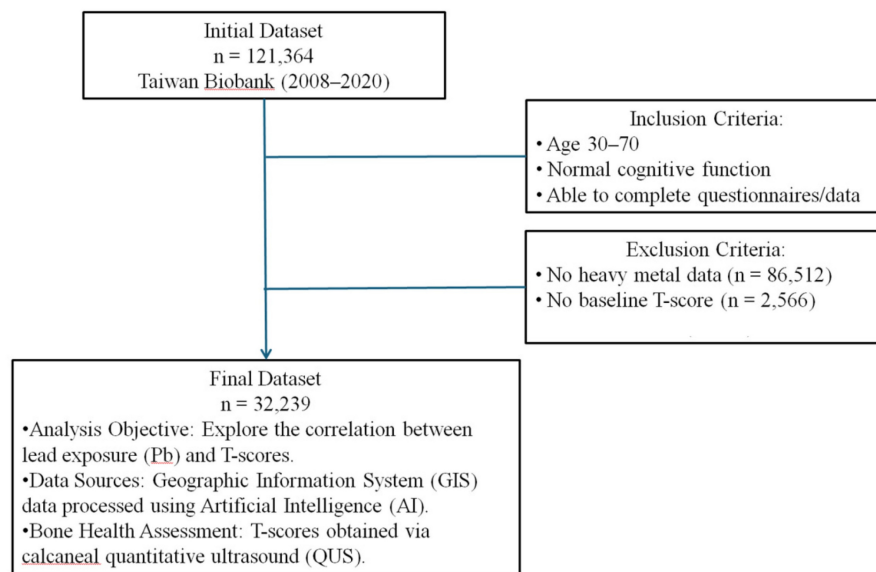 Initial Dataset
n = 121,364
Taiwan Biobank (2008–2020)
Inclusion Criteria:
• Age 30–70
• Normal cognitive function
• Able to complete questionnaires/data
Exclusion Criteria:
• No heavy metal data (n = 86,512)
• No baseline T-score (n = 2,566)
Final Dataset
n = 32,239
•Analysis Objective: Explore the correlation between
lead exposure (Pb) and T-scores.
•Data Sources: Geographic Information System (GIS)
data processed using Artificial Intelligence (AI).
•Bone Health Assessment: T-scores obtained via
calcaneal quantitative ultrasound (QUS).